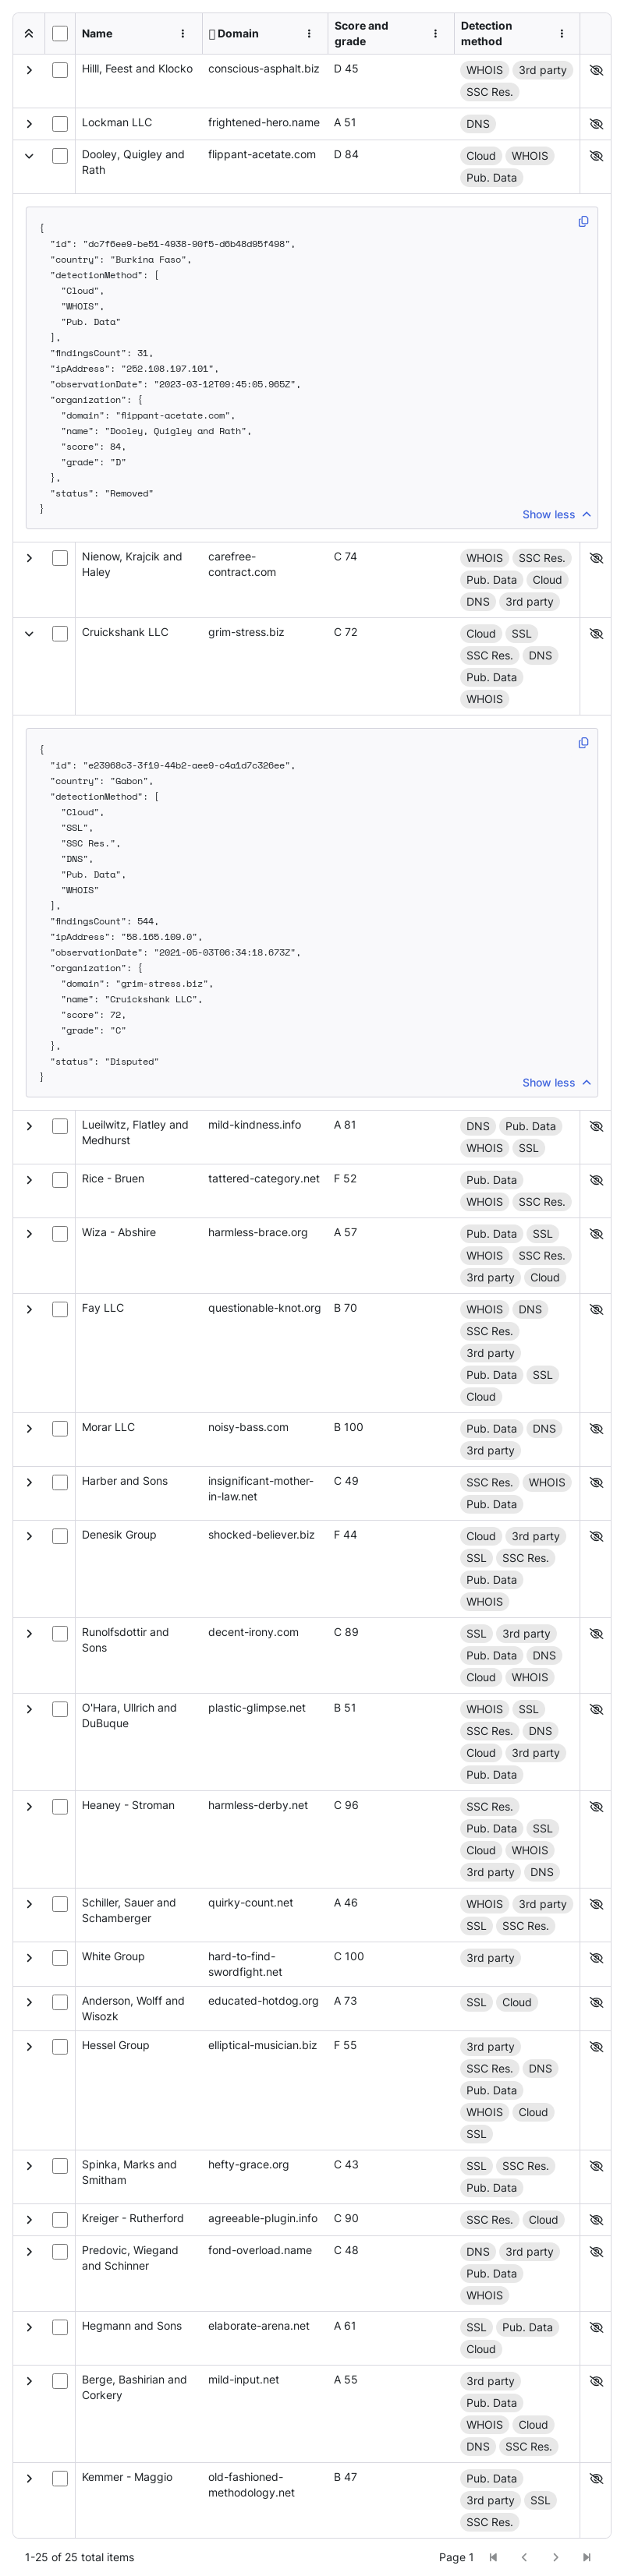 Name
Domain
Score and
grade
Detection
method
Hilll, Feest and Klocko
conscious-asphalt.biz
D 45
WHOIS 3rd party
SSC Res.
Lockman LLC
frightened-hero.name
A 51
DNS
Dooley, Quigley and
Rath
flippant-acetate.com
D 84
Cloud WHOIS
Pub. Data
{
"id": "dc7f6ee9-be51-4938-90f5-d6b48d95f498",
"country": "Burkina Faso",
"detectionMethod": [
"Cloud",
"WHOIS",
"Pub. Data"
],
"findingsCount": 31,
"ipAddress": "252.108.197.101",
"observationDate": "2023-03-12T09:45:05.965Z",
"organization": {
"domain": "flippant-acetate.com",
"name": "Dooley, Quigley and Rath",
"score": 84,
"grade": "D"
},
"status": "Removed"
}
Show less
Nienow, Krajcik and
Haley
carefree-
contract.com
C 74
WHOIS SSC Res.
Pub. Data Cloud
DNS 3rd party
Cruickshank LLC
grim-stress.biz
C 72
Cloud SSL
SSC Res. DNS
Pub. Data
WHOIS
{
"id": "e23968c3-3f19-44b2-aee9-c4a1d7c326ee",
"country": "Gabon",
"detectionMethod": [
"Cloud",
"SSL",
"SSC Res.",
"DNS",
"Pub. Data",
"WHOIS"
],
"findingsCount": 544,
"ipAddress": "58.165.109.0",
"observationDate": "2021-05-03T06:34:18.673Z",
"organization": {
"domain": "grim-stress.biz",
"name": "Cruickshank LLC",
"score": 72,
"grade": "C"
},
"status": "Disputed"
}
Show less
Lueilwitz, Flatley and
Medhurst
mild-kindness.info
A 81
DNS Pub. Data
WHOIS SSL
Rice - Bruen
tattered-category.net
F 52
Pub. Data
WHOIS SSC Res.
Wiza - Abshire
harmless-brace.org
A 57
Pub. Data SSL
WHOIS SSC Res.
3rd party Cloud
Fay LLC
questionable-knot.org
B 70
WHOIS DNS
SSC Res.
3rd party
Pub. Data SSL
Cloud
Morar LLC
noisy-bass.com
B 100
Pub. Data DNS
3rd party
Harber and Sons
insignificant-mother-
in-law.net
C 49
SSC Res. WHOIS
Pub. Data
Denesik Group
shocked-believer.biz
F 44
Cloud 3rd party
SSL SSC Res.
Pub. Data
WHOIS
Runolfsdottir and
Sons
decent-irony.com
C 89
SSL 3rd party
Pub. Data DNS
Cloud WHOIS
O'Hara, Ullrich and
DuBuque
plastic-glimpse.net
B 51
WHOIS SSL
SSC Res. DNS
Cloud 3rd party
Pub. Data
Heaney - Stroman
harmless-derby.net
C 96
SSC Res.
Pub. Data SSL
Cloud WHOIS
3rd party DNS
Schiller, Sauer and
Schamberger
quirky-count.net
A 46
WHOIS 3rd party
SSL SSC Res.
White Group
hard-to-find-
swordfight.net
C 100
3rd party
Anderson, Wolff and
Wisozk
educated-hotdog.org
A 73
SSL Cloud
Hessel Group
elliptical-musician.biz
F 55
3rd party
SSC Res. DNS
Pub. Data
WHOIS Cloud
SSL
Spinka, Marks and
Smitham
hefty-grace.org
C 43
SSL SSC Res.
Pub. Data
Kreiger - Rutherford
agreeable-plugin.info
C 90
SSC Res. Cloud
Predovic, Wiegand
and Schinner
fond-overload.name
C 48
DNS 3rd party
Pub. Data
WHOIS
Hegmann and Sons
elaborate-arena.net
A 61
SSL Pub. Data
Cloud
Berge, Bashirian and
Corkery
mild-input.net
A 55
3rd party
Pub. Data
WHOIS Cloud
DNS SSC Res.
Kemmer - Maggio
old-fashioned-
methodology.net
B 47
Pub. Data
3rd party SSL
SSC Res.
1-25 of 25 total items
Page 1